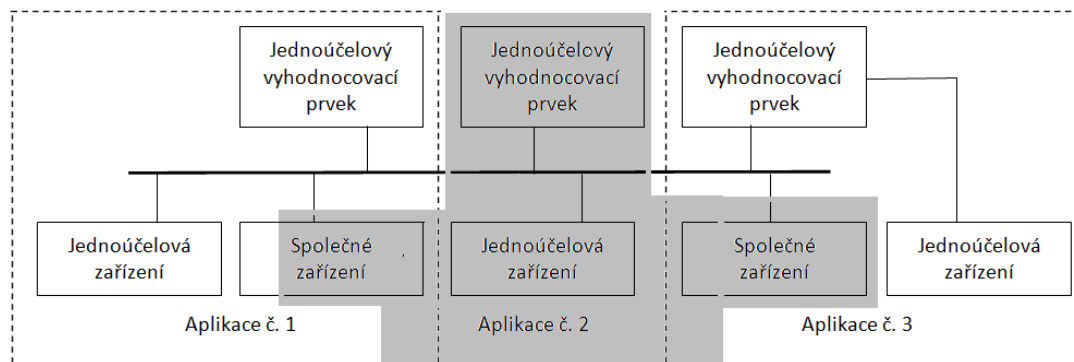 Jednoúčelový
vyhodnocovací
prvek
Jednoúčelový
vyhodnocovací
prvek
Jednoúčelový
vyhodnocovací
prvek
Jednoúčelová
zařízení
Společné
zařízení
Jednoúčelová
zařízení
Společné
zařízení
Jednoúčelová
zařízení
Aplikace č. 1
Aplikace č. 2
Aplikace č. 3